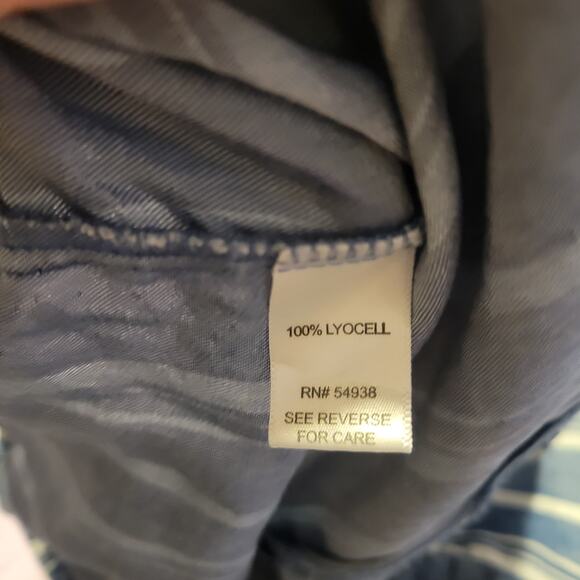 100% LYOCELL
RN# 54938
SEE REVERSE
FOR CARE